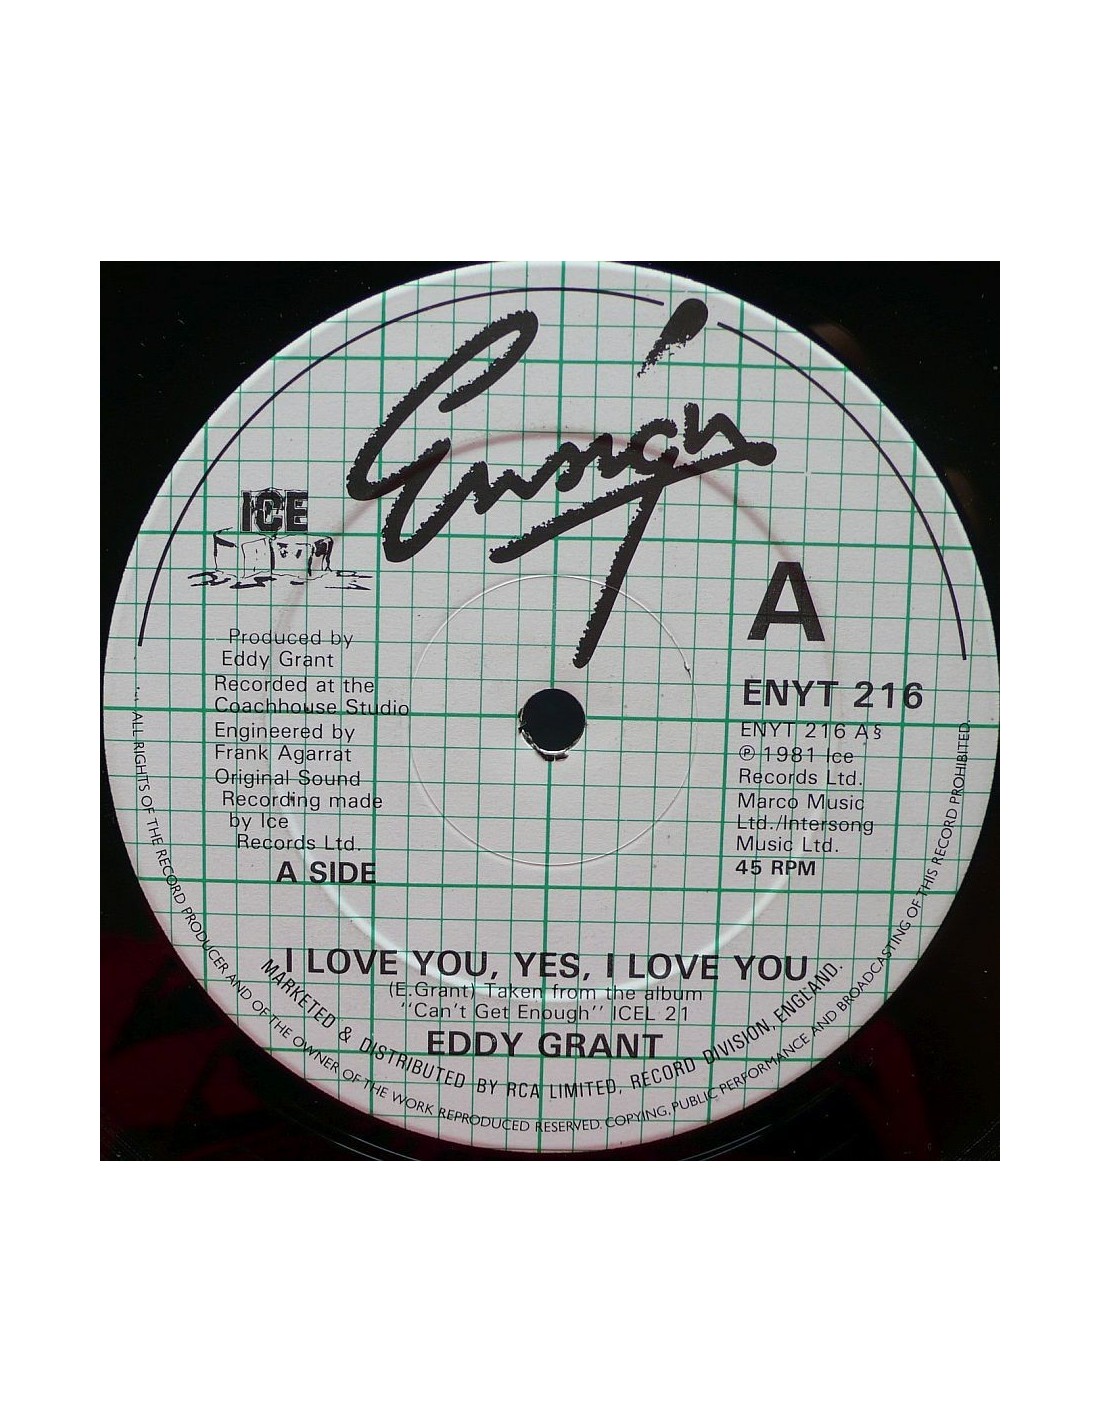 Ensign
ICE
A
Produced by
Eddy Grant
Recorded at the
Coachhouse Studio
Engineered by
Frank Agarrat
Original Sound
Recording made
by Ice
Records Ltd.
A SIDE
ENYT 216
ENYT 216 A§
℗ 1981 Ice
Records Ltd.
Marco Music
Ltd./Intersong
Music Ltd.
45 RPM
I LOVE YOU, YES, I LOVE YOU
(E.Grant) Taken from the album
''Can't Get Enough'' ICEL 21
EDDY GRANT
MARKETED & DISTRIBUTED BY RCA LIMITED, RECORD DIVISION, ENGLAND.
ALL RIGHTS OF THE RECORD PRODUCER AND OF THE OWNER OF THE WORK REPRODUCED RESERVED. COPYING, PUBLIC PERFORMANCE AND BROADCASTING OF THIS RECORD PROHIBITED.